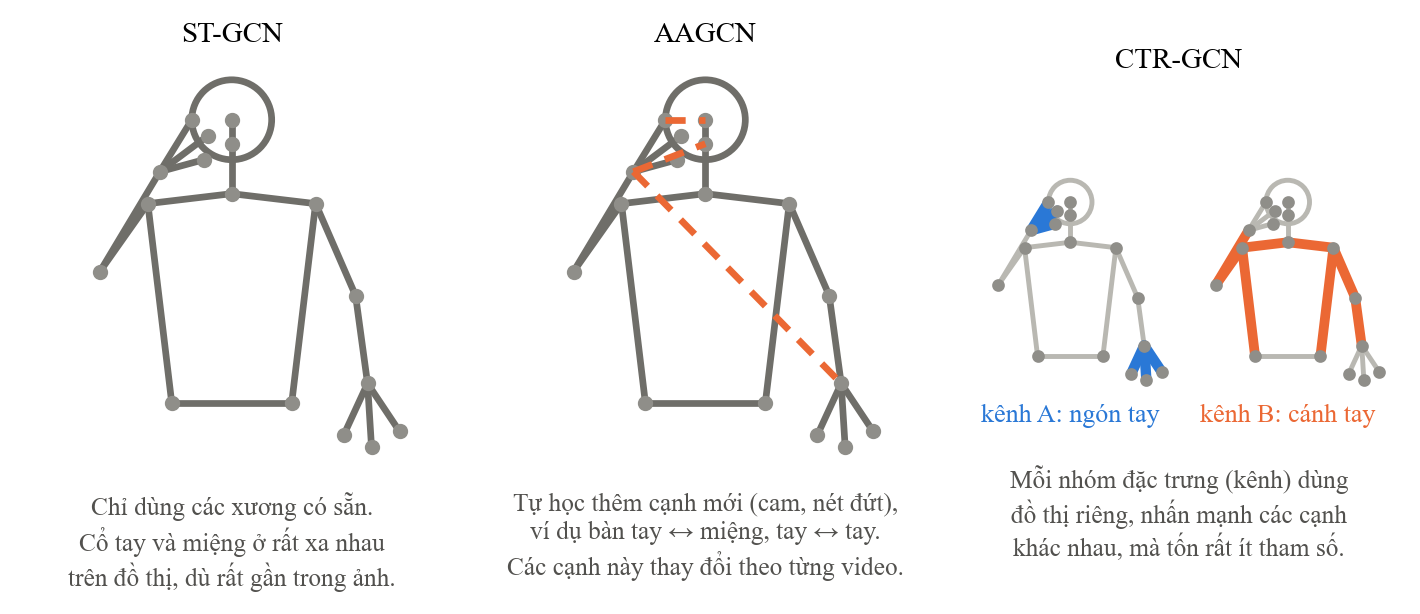 ST-GCN
Chỉ dùng các xương có sẵn.
Cổ tay và miệng ở rất xa nhau
trên đồ thị, dù rất gần trong ảnh.
AAGCN
Tự học thêm cạnh mới (cam, nét đứt),
ví dụ bàn tay ↔ miệng, tay ↔ tay.
Các cạnh này thay đổi theo từng video.
CTR-GCN
kênh A: ngón tay
kênh B: cánh tay
Mỗi nhóm đặc trưng (kênh) dùng
đồ thị riêng, nhấn mạnh các cạnh
khác nhau, mà tốn rất ít tham số.